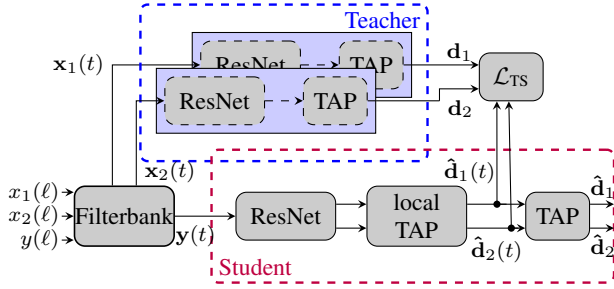 Teacher
ResNet
TAP
ResNet
TAP
x₁(t)
d₁
d₂
ℒ_TS
x₂(t)
x₁(ℓ)
x₂(ℓ)
y(ℓ)
Filterbank
y(t)
ResNet
local
TAP
d̂₁(t)
d̂₂(t)
TAP
d̂₁
d̂₂
Student